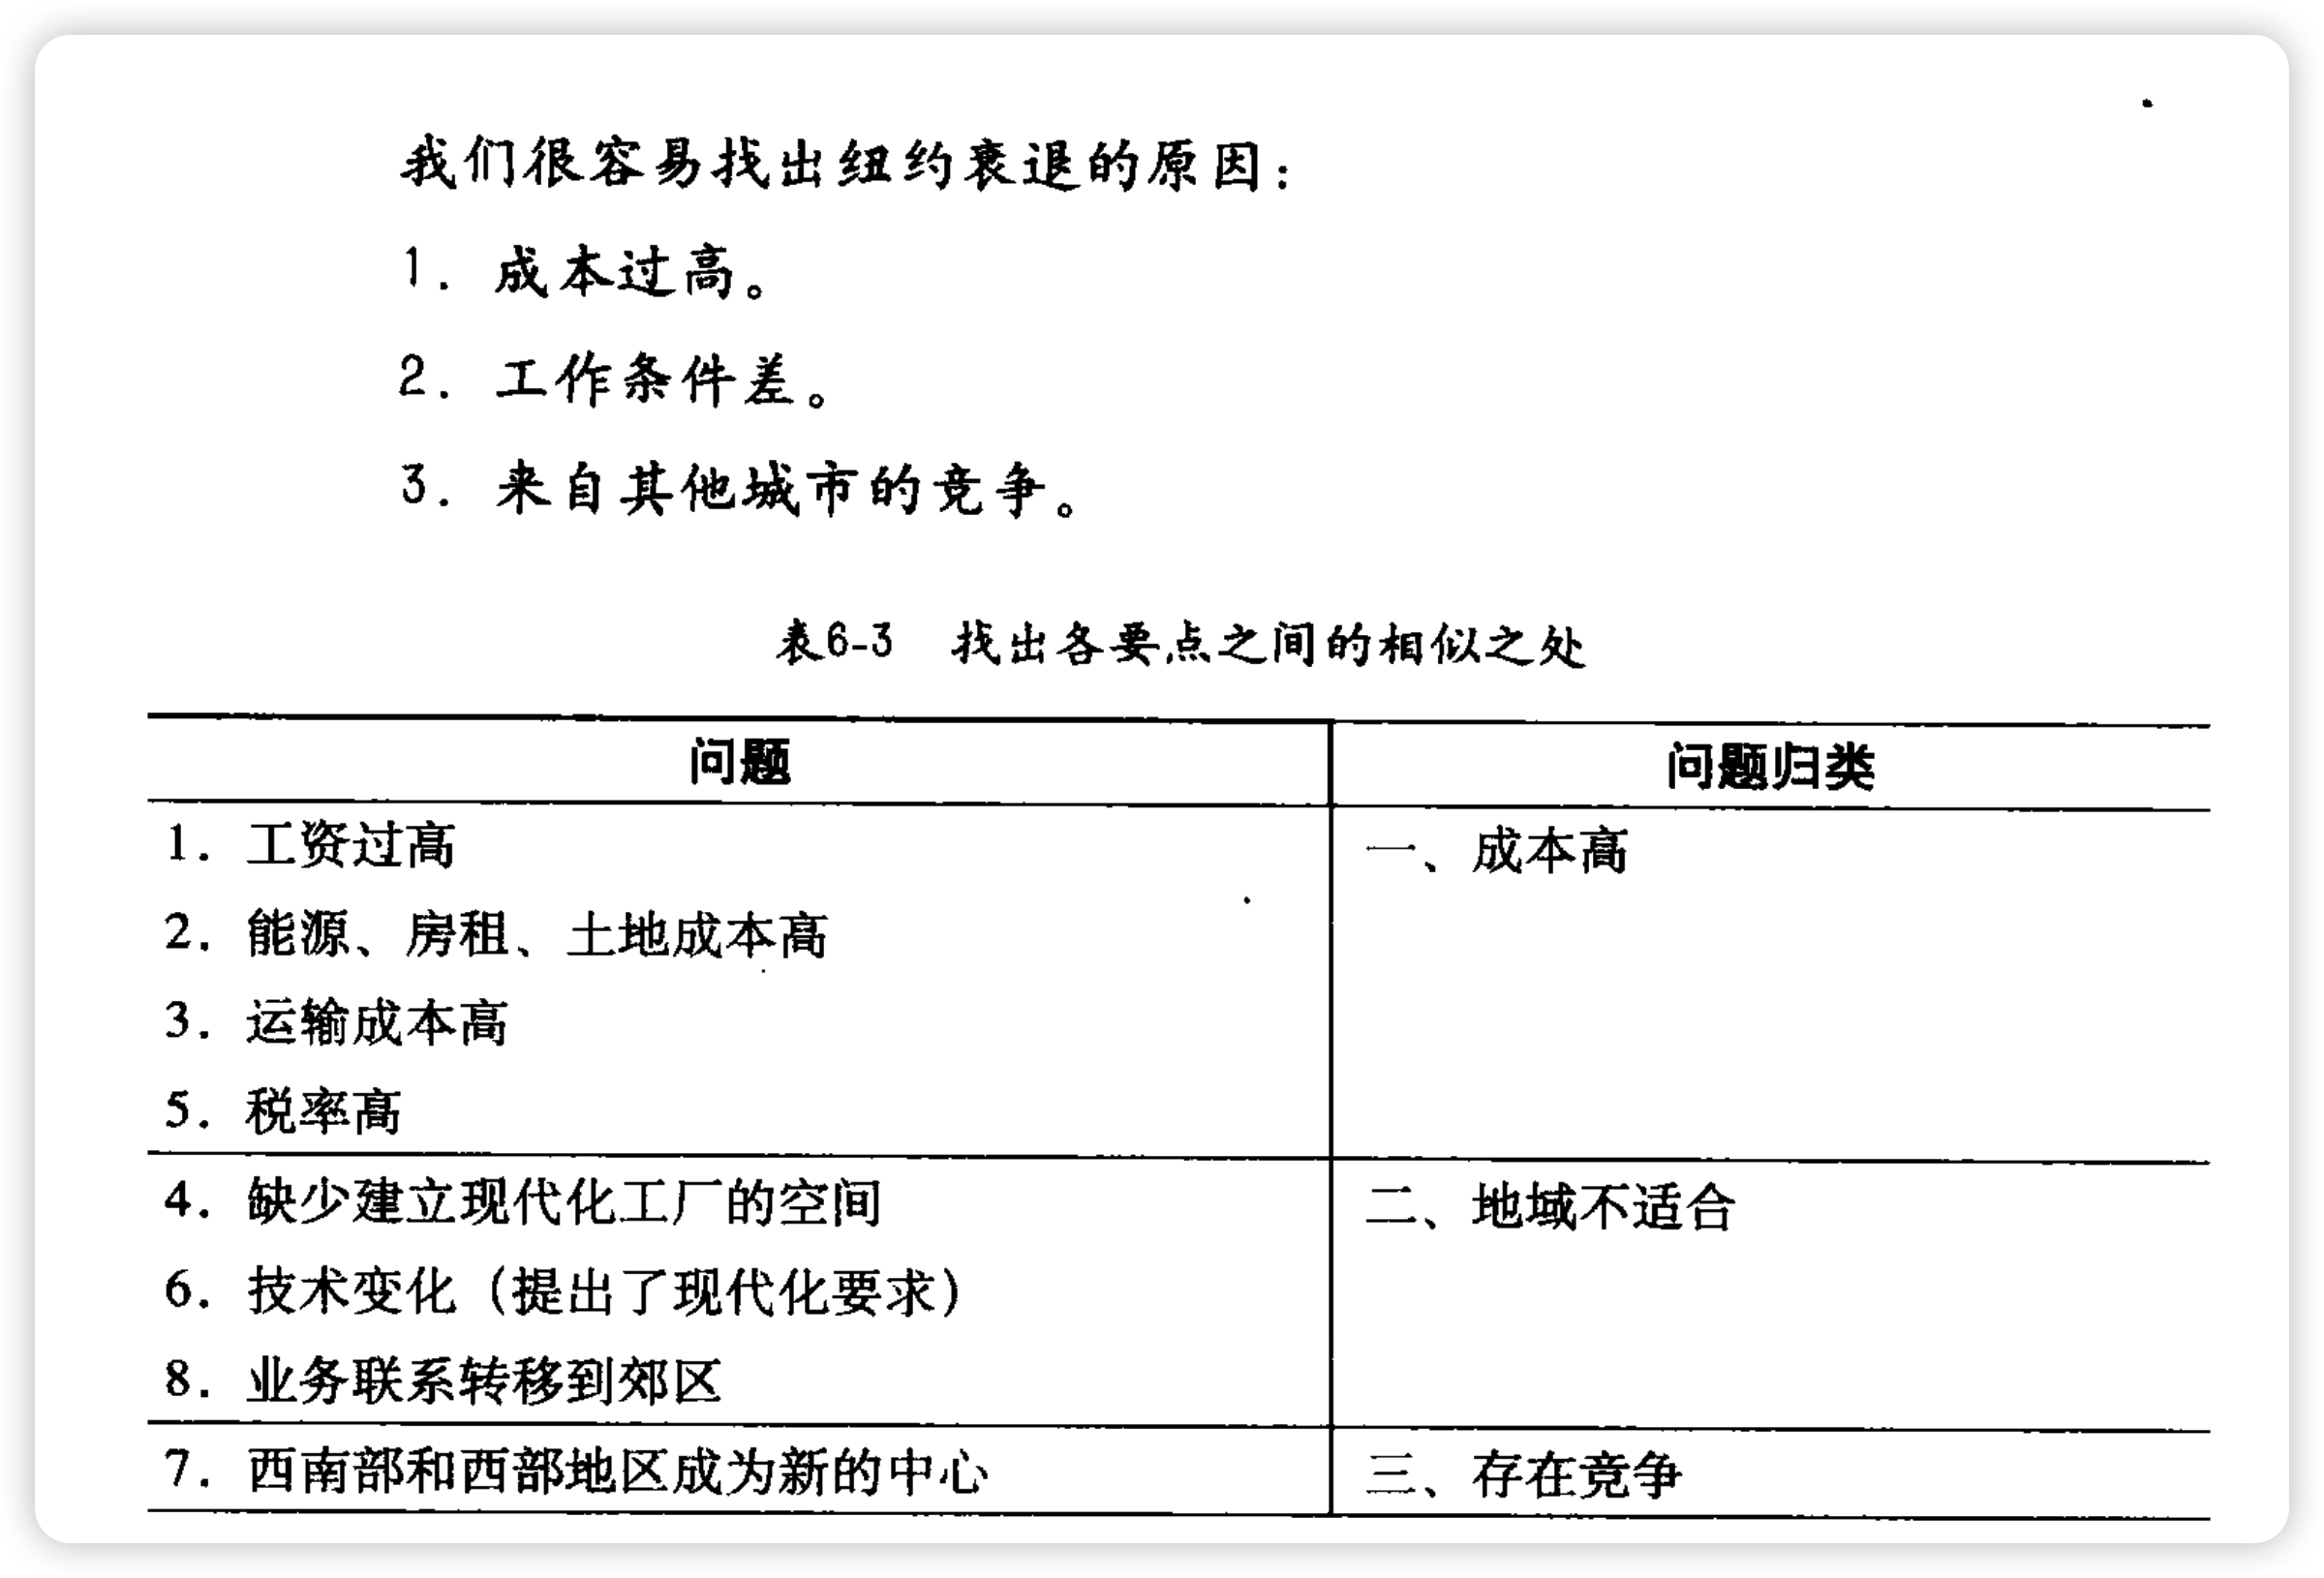 我们很容易找出纽约衰退的原因：
1. 成本过高。
2. 工作条件差。
3. 来自其他城市的竞争。
表6-3 找出各要点之间的相似之处
问题 问题归类
1. 工资过高 一、成本高
2. 能源、房租、土地成本高
3. 运输成本高
5. 税率高
4. 缺少建立现代化工厂的空间 二、地域不适合
6. 技术变化（提出了现代化要求）
8. 业务联系转移到郊区
7. 西南部和西部地区成为新的中心 三、存在竞争